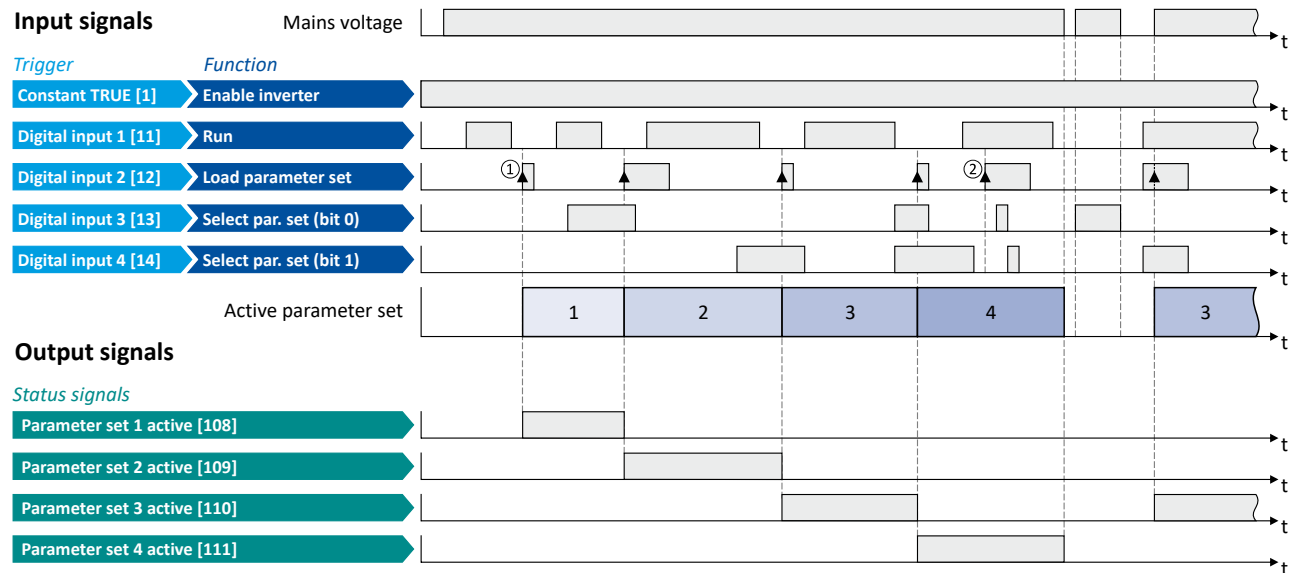 Input signals
Mains voltage
t
Trigger Function
Constant TRUE [1] Enable inverter
t
Digital input 1 [11] Run
t
Digital input 2 [12] Load parameter set
① ②
t
Digital input 3 [13] Select par. set (bit 0)
t
Digital input 4 [14] Select par. set (bit 1)
t
Active parameter set
1 2 3 4 3
t
Output signals
Status signals
Parameter set 1 active [108]
t
Parameter set 2 active [109]
t
Parameter set 3 active [110]
t
Parameter set 4 active [111]
t